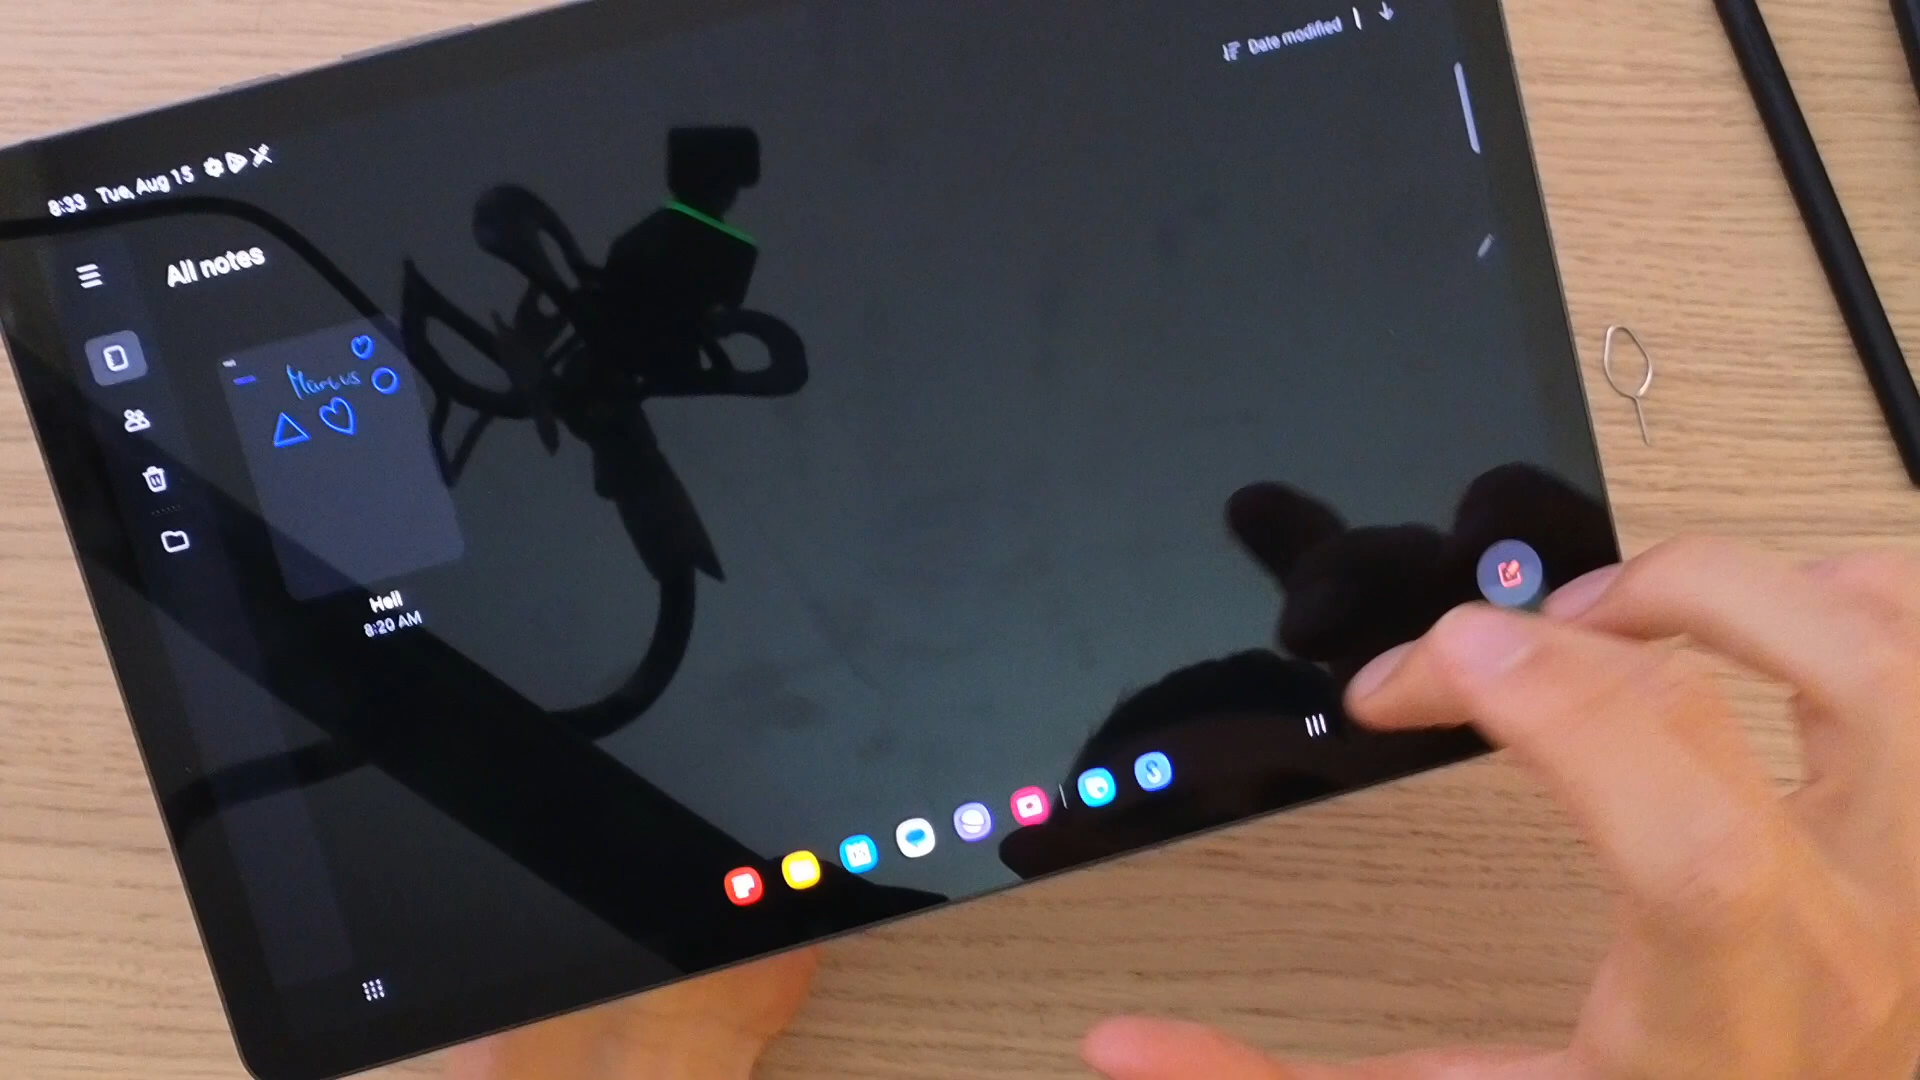 Date modified
8:33 Tue, Aug 15
All notes
Marcus
Hell
8:20 AM